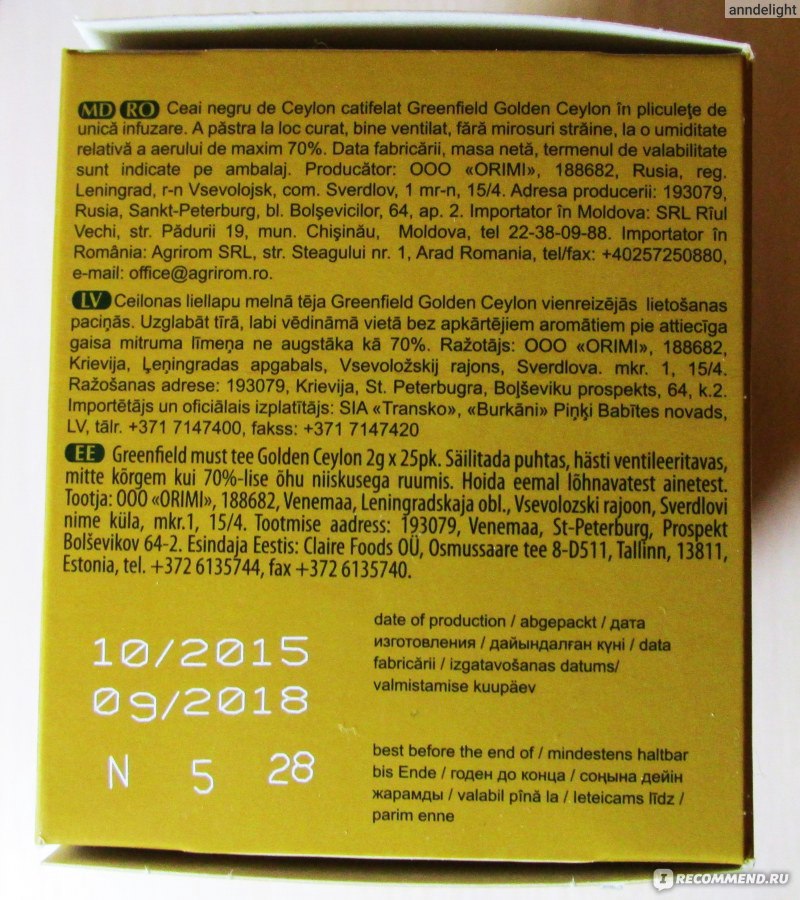 anndelight
MD RO Ceai negru de Ceylon catifelat Greenfield Golden Ceylon în pliculeţe de
unică infuzare. A păstra la loc curat, bine ventilat, fără mirosuri străine, la o umiditate
relativă a aerului de maxim 70%. Data fabricării, masa netă, termenul de valabilitate
sunt indicate pe ambalaj. Producător: OOO «ORIMI», 188682, Rusia, reg.
Leningrad, r-n Vsevolojsk, com. Sverdlov, 1 mr-n, 15/4. Adresa producerii: 193079,
Rusia, Sankt-Peterburg, bl. Bolşevicilor, 64, ap. 2. Importator în Moldova: SRL Rîul
Vechi, str. Pădurii 19, mun. Chişinău, Moldova, tel 22-38-09-88. Importator în
România: Agrirom SRL, str. Steagului nr. 1, Arad Romania, tel/fax: +40257250880,
e-mail: office@agrirom.ro.
LV Ceilonas liellapu melnā tēja Greenfield Golden Ceylon vienreizējās lietošanas
paciņās. Uzglabāt tīrā, labi vēdināmā vietā bez apkārtējiem aromātiem pie attiecīga
gaisa mitruma līmeņa ne augstāka kā 70%. Ražotājs: OOO «ORIMI», 188682,
Krievija, Ļeņingradas apgabals, Vsevoložskij rajons, Sverdlova. mkr. 1, 15/4.
Ražošanas adrese: 193079, Krievija, St. Peterbugra, Boļševiku prospekts, 64, k.2.
Importētājs un oficiālais izplatītājs: SIA «Transko», «Burkāni» Piņķi Babītes novads,
LV, tālr. +371 7147400, fakss: +371 7147420
EE Greenfield must tee Golden Ceylon 2g x 25pk. Säilitada puhtas, hästi ventileeritavas,
mitte kõrgem kui 70%-lise õhu niiskusega ruumis. Hoida eemal lõhnavatest ainetest.
Tootja: OOO «ORIMI», 188682, Venemaa, Leningradskaja obl., Vsevolozski rajoon, Sverdlovi
nime küla, mkr.1, 15/4. Tootmise aadress: 193079, Venemaa, St-Peterburg, Prospekt
Bolševikov 64-2. Esindaja Eestis: Claire Foods OÜ, Osmussaare tee 8-D511, Tallinn, 13811,
Estonia, tel. +372 6135744, fax +372 6135740.
date of production / abgepackt / дата
изготовления / дайындалған күні / data
fabricării / izgatavošanas datums/
valmistamise kuupäev
10/2015
09/2018
N 5 28
best before the end of / mindestens haltbar
bis Ende / годен до конца / соңына дейін
жарамды / valabil pînă la / Ieteicams līdz /
parim enne
IRECOMMEND.RU